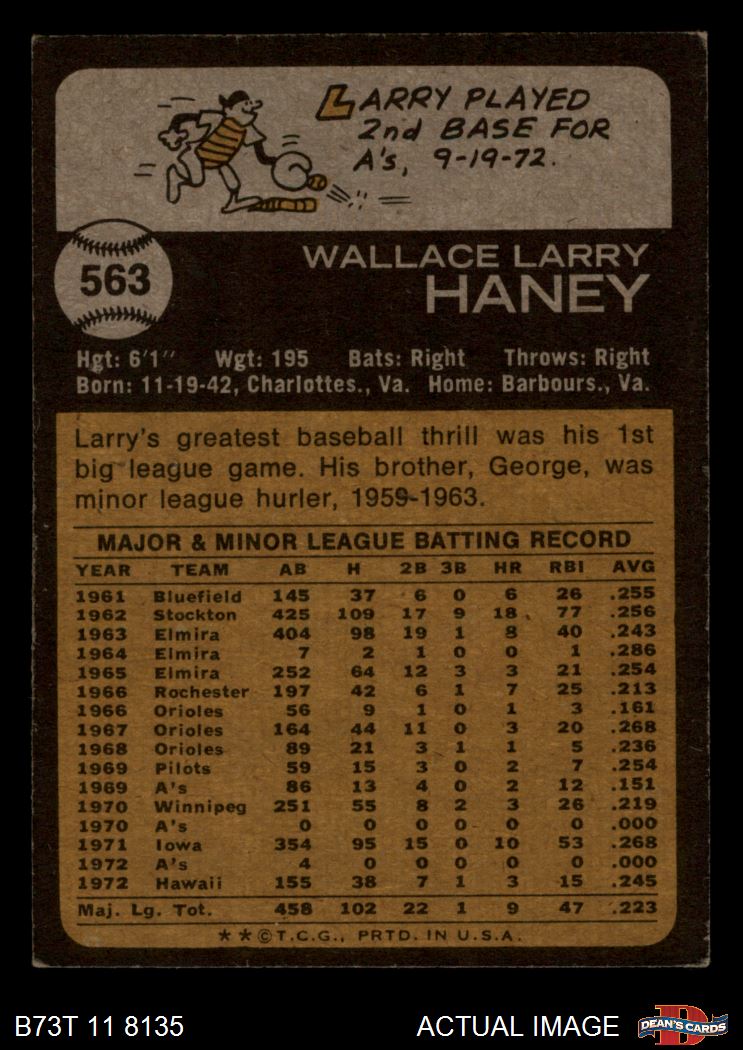 LARRY PLAYED
2nd BASE FOR
A's, 9-19-72.
563
WALLACE LARRY
HANEY
Hgt: 6'1" Wgt: 195 Bats: Right Throws: Right
Born: 11-19-42, Charlottes., Va. Home: Barbours., Va.
Larry's greatest baseball thrill was his 1st
big league game. His brother, George, was
minor league hurler, 1959-1963.
MAJOR & MINOR LEAGUE BATTING RECORD
YEAR TEAM AB H 2B 3B HR RBI AVG
1961 Bluefield 145 37 6 0 6 26 .255
1962 Stockton 425 109 17 9 18 77 .256
1963 Elmira 404 98 19 1 8 40 .243
1964 Elmira 7 2 1 0 0 1 .286
1965 Elmira 252 64 12 3 3 21 .254
1966 Rochester 197 42 6 1 7 25 .213
1966 Orioles 56 9 1 0 1 3 .161
1967 Orioles 164 44 11 0 3 20 .268
1968 Orioles 89 21 3 1 1 5 .236
1969 Pilots 59 15 3 0 2 7 .254
1969 A's 86 13 4 0 2 12 .151
1970 Winnipeg 251 55 8 2 3 26 .219
1970 A's 0 0 0 0 0 0 .000
1971 Iowa 354 95 15 0 10 53 .268
1972 A's 4 0 0 0 0 0 .000
1972 Hawaii 155 38 7 1 3 15 .245
Maj. Lg. Tot. 458 102 22 1 9 47 .223
**©T.C.G., PRTD. IN U.S.A.
B73T 11 8135 ACTUAL IMAGE
D
DEAN'S CARDS